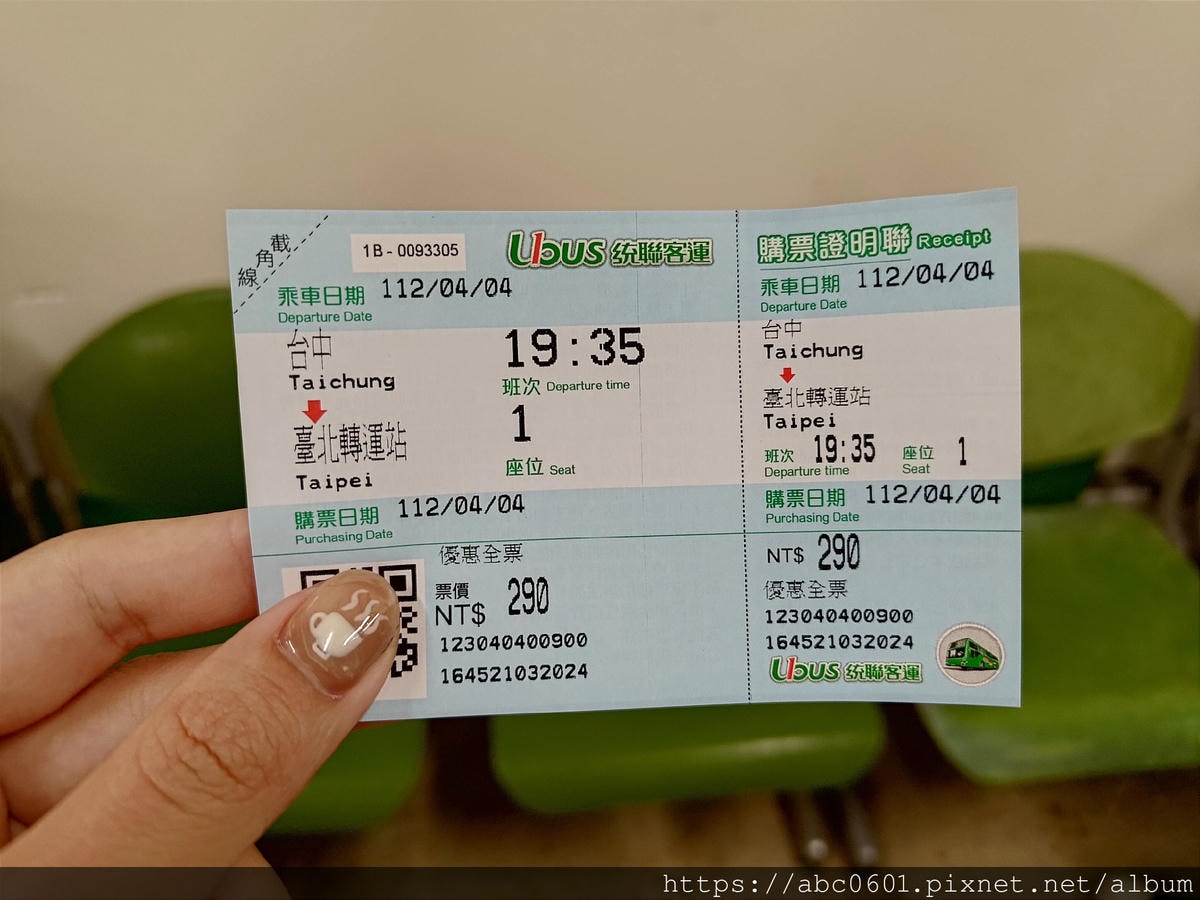 截角線
1B - 0093305
Ubus 統聯客運
乘車日期 112/04/04
Departure Date
台中
Taichung
19:35
班次 Departure time
臺北轉運站
Taipei
1
座位 Seat
購票日期 112/04/04
Purchasing Date
優惠全票
票價
NT$ 290
123040400900
164521032024
購票證明聯 Receipt
乘車日期 112/04/04
Departure Date
台中
Taichung
臺北轉運站
Taipei
班次 19:35 座位 1
Departure time Seat
購票日期 112/04/04
Purchasing Date
NT$ 290
優惠全票
123040400900
164521032024
Ubus 統聯客運
https://abc0601.pixnet.net/album